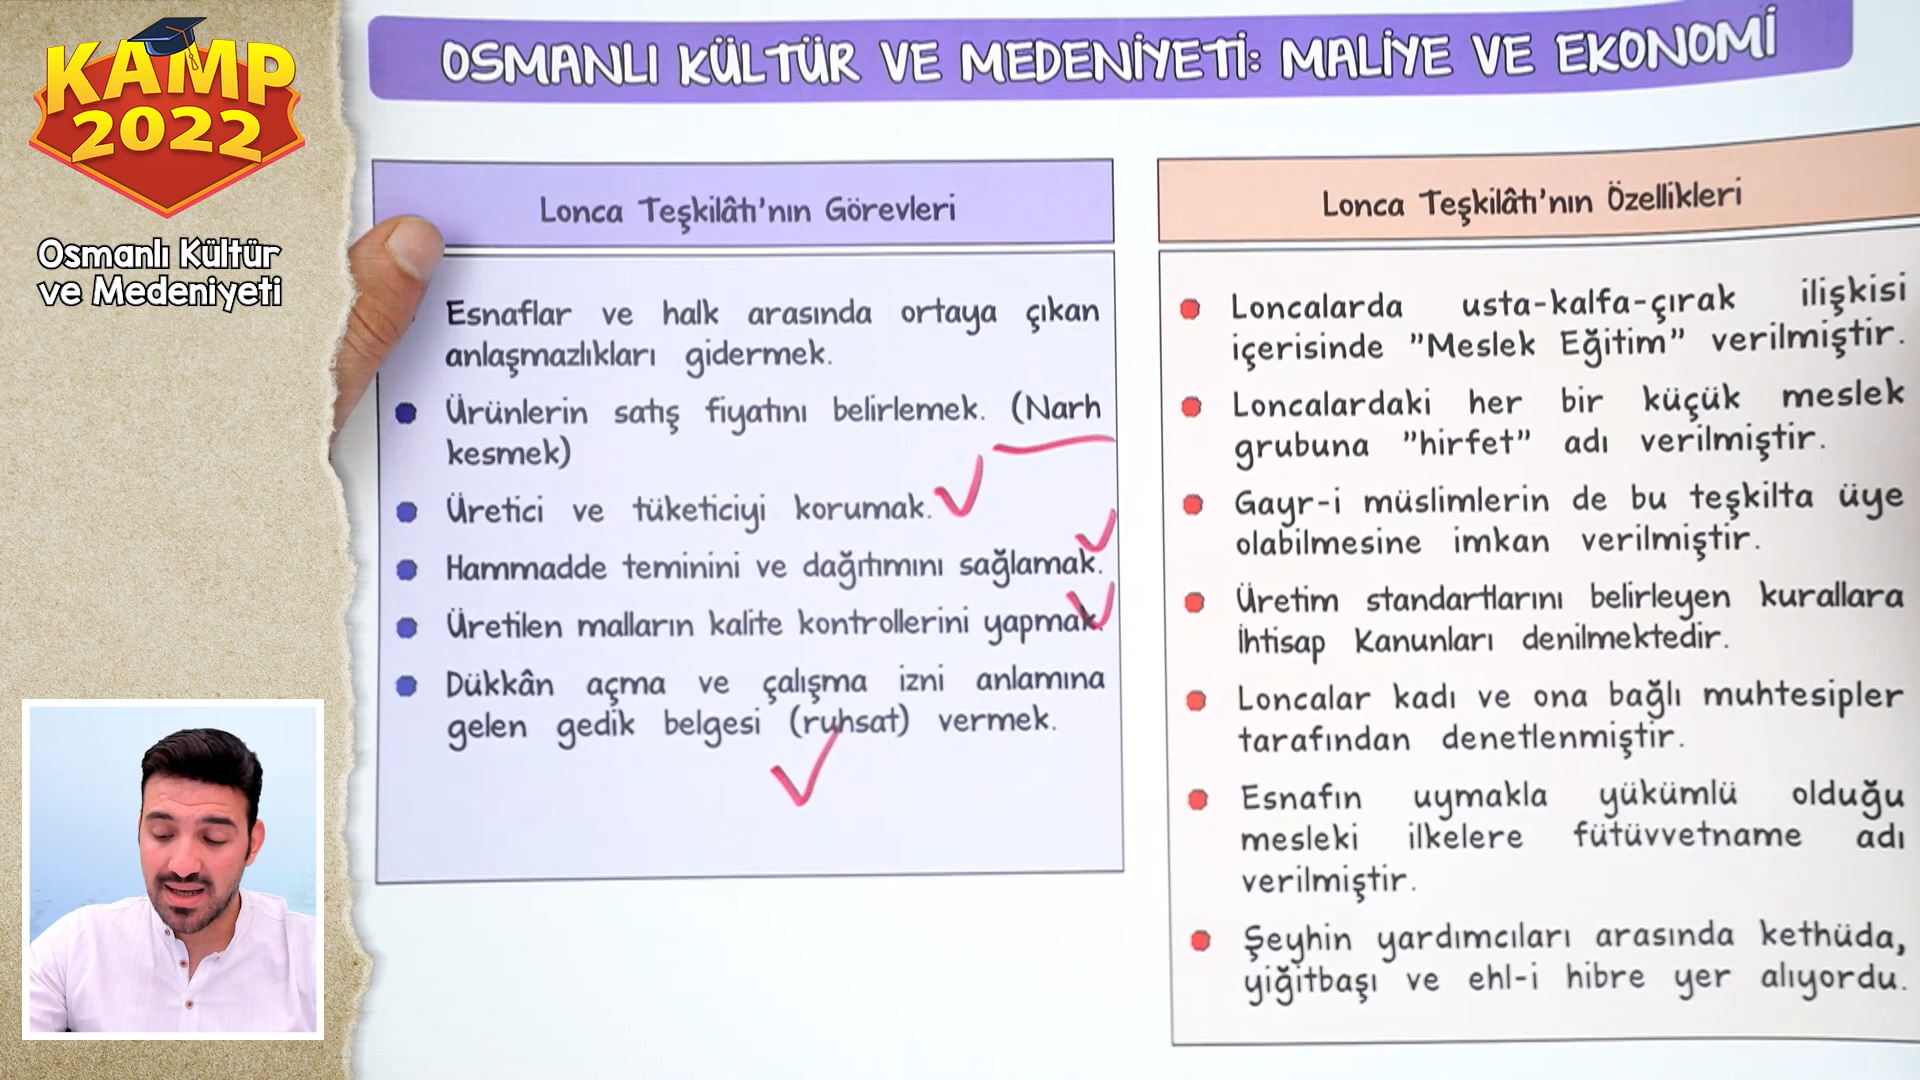 KAMP
2022
Osmanlı Kültür
ve Medeniyeti
OSMANLI KÜLTÜR VE MEDENİYETİ: MALİYE VE EKONOMİ
Lonca Teşkilâtı'nın Görevleri
Esnaflar ve halk arasında ortaya çıkan
anlaşmazlıkları gidermek.
Ürünlerin satış fiyatını belirlemek. (Narh
kesmek)
Üretici ve tüketiciyi korumak.
Hammadde teminini ve dağıtımını sağlamak.
Üretilen malların kalite kontrollerini yapmak.
Dükkân açma ve çalışma izni anlamına
gelen gedik belgesi (ruhsat) vermek.
Lonca Teşkilâtı'nın Özellikleri
Loncalarda usta-kalfa-çırak ilişkisi
içerisinde "Meslek Eğitim" verilmiştir.
Loncalardaki her bir küçük meslek
grubuna "hirfet" adı verilmiştir.
Gayr-i müslimlerin de bu teşkilta üye
olabilmesine imkan verilmiştir.
Üretim standartlarını belirleyen kurallara
İhtisap Kanunları denilmektedir.
Loncalar kadı ve ona bağlı muhtesipler
tarafından denetlenmiştir.
Esnafın uymakla yükümlü olduğu
mesleki ilkelere fütüvvetname adı
verilmiştir.
Şeyhin yardımcıları arasında kethüda,
yiğitbaşı ve ehl-i hibre yer alıyordu.